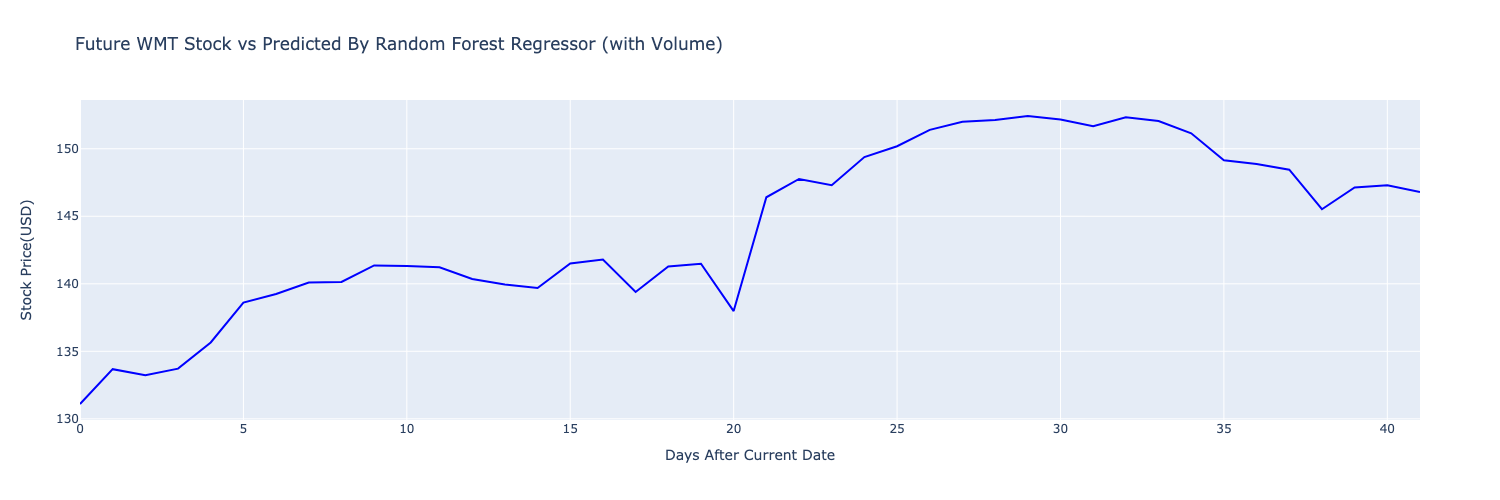 Future WMT Stock vs Predicted By Random Forest Regressor (with Volume)
Stock Price(USD)
150
145
140
135
130
0 5 10 15 20 25 30 35 40
Days After Current Date